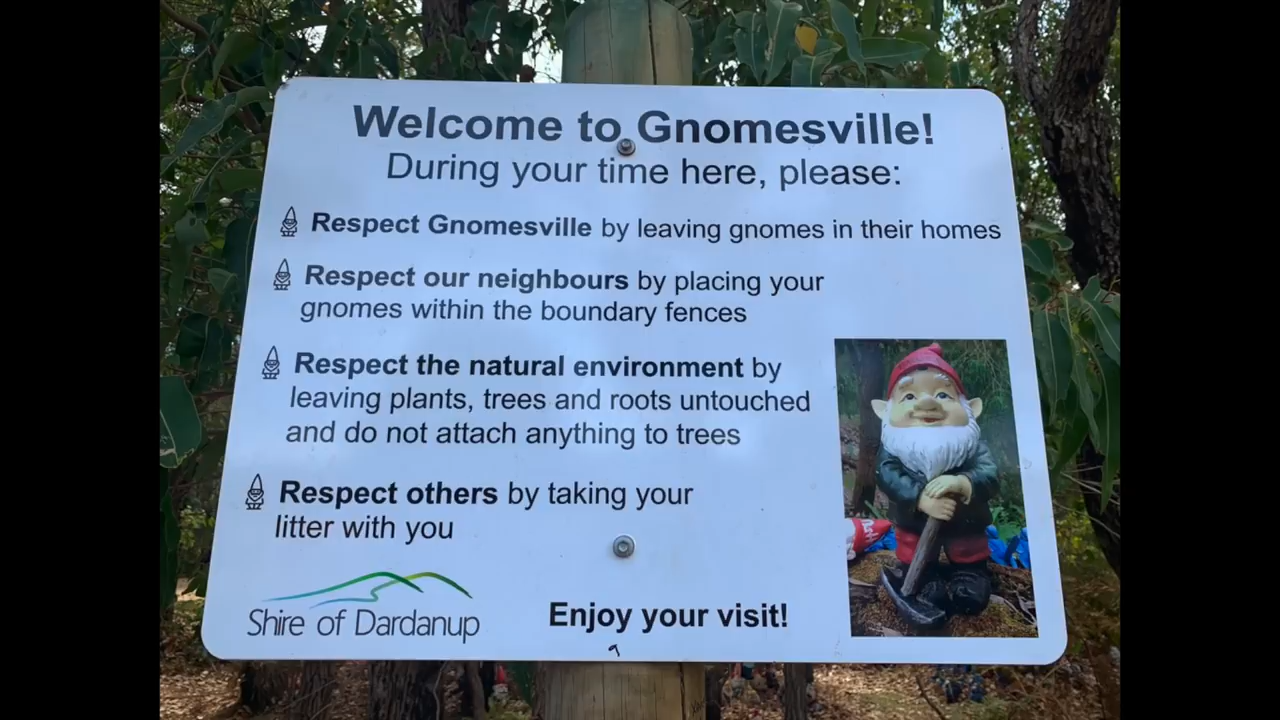 Welcome to Gnomesville!
During your time here, please:
Respect Gnomesville by leaving gnomes in their homes
Respect our neighbours by placing your
gnomes within the boundary fences
Respect the natural environment by
leaving plants, trees and roots untouched
and do not attach anything to trees
Respect others by taking your
litter with you
Shire of Dardanup
Enjoy your visit!